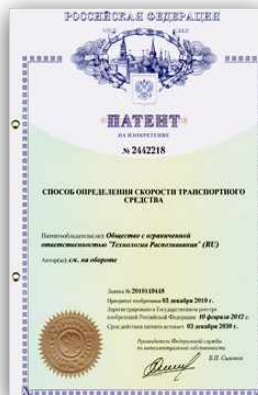 РОССИЙСКАЯ ФЕДЕРАЦИЯ
ПАТЕНТ
НА ИЗОБРЕТЕНИЕ
№ 2442218
СПОСОБ ОПРЕДЕЛЕНИЯ СКОРОСТИ ТРАНСПОРТНОГО
СРЕДСТВА
Патентообладатель(ли): Общество с ограниченной
ответственностью "Технологии Распознавания" (RU)
Автор(ы): см. на обороте
Заявка № 2010149448
Приоритет изобретения 03 декабря 2010 г.
Зарегистрировано в Государственном реестре
изобретений Российской Федерации 10 февраля 2012 г.
Срок действия патента истекает 03 декабря 2030 г.
Руководитель Федеральной службы
по интеллектуальной собственности
Б.П. Симонов